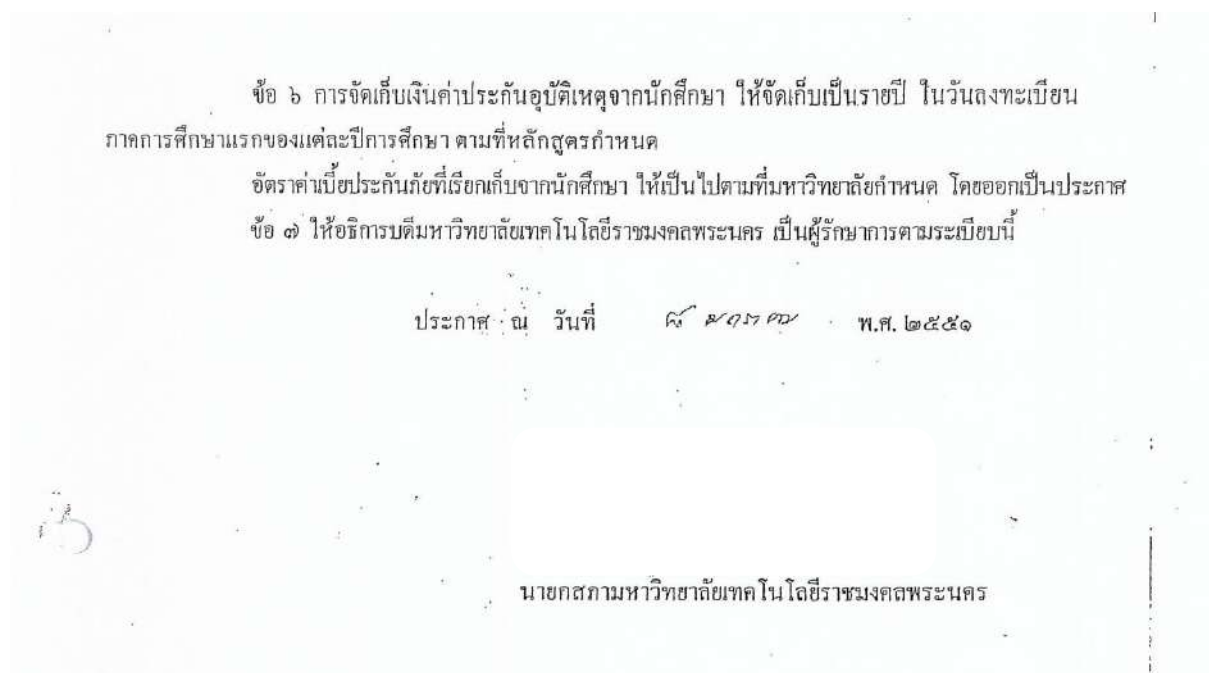 ข้อ ๖ การจัดเก็บเงินค่าประกันอุบัติเหตุจากนักศึกษา ให้จัดเก็บเป็นรายปี ในวันลงทะเบียน
ภาคการศึกษาแรกของแต่ละปีการศึกษา ตามที่หลักสูตรกำหนด
อัตราค่าเบี้ยประกันภัยที่เรียกเก็บจากนักศึกษา ให้เป็นไปตามที่มหาวิทยาลัยกำหนด โดยออกเป็นประกาศ
ข้อ ๗ ให้อธิการบดีมหาวิทยาลัยเทคโนโลยีราชมงคลพระนคร เป็นผู้รักษาการตามระเบียบนี้
ประกาศ ณ วันที่ ๘ พ.ศ. ๒๕๕๑
นายกสภามหาวิทยาลัยเทคโนโลยีราชมงคลพระนคร